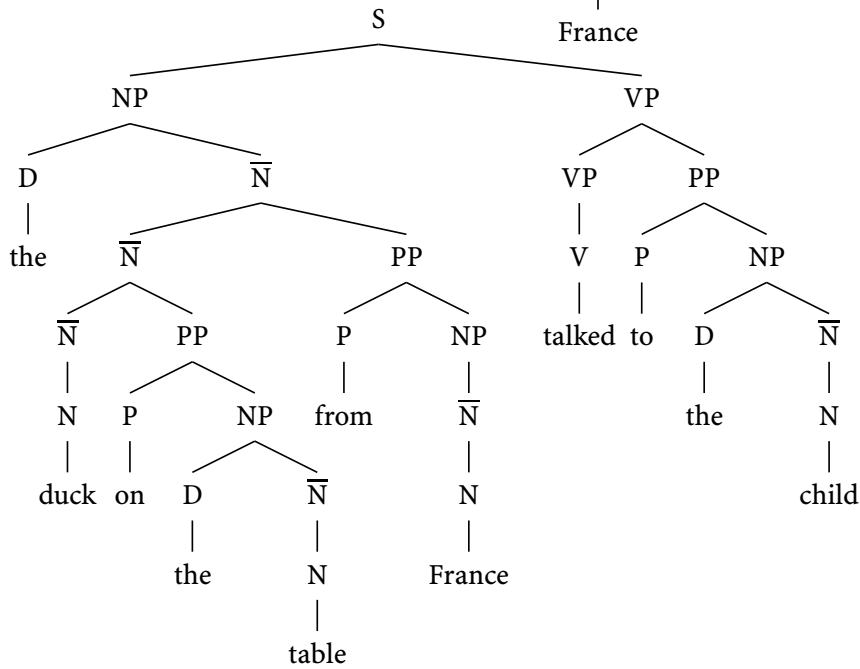 France
S
NP VP
D N̅ VP PP
the N̅ PP V P NP
N̅ PP P NP talked to D N̅
N P NP from N̅ the N
duck on D N̅ N child
the N France
table